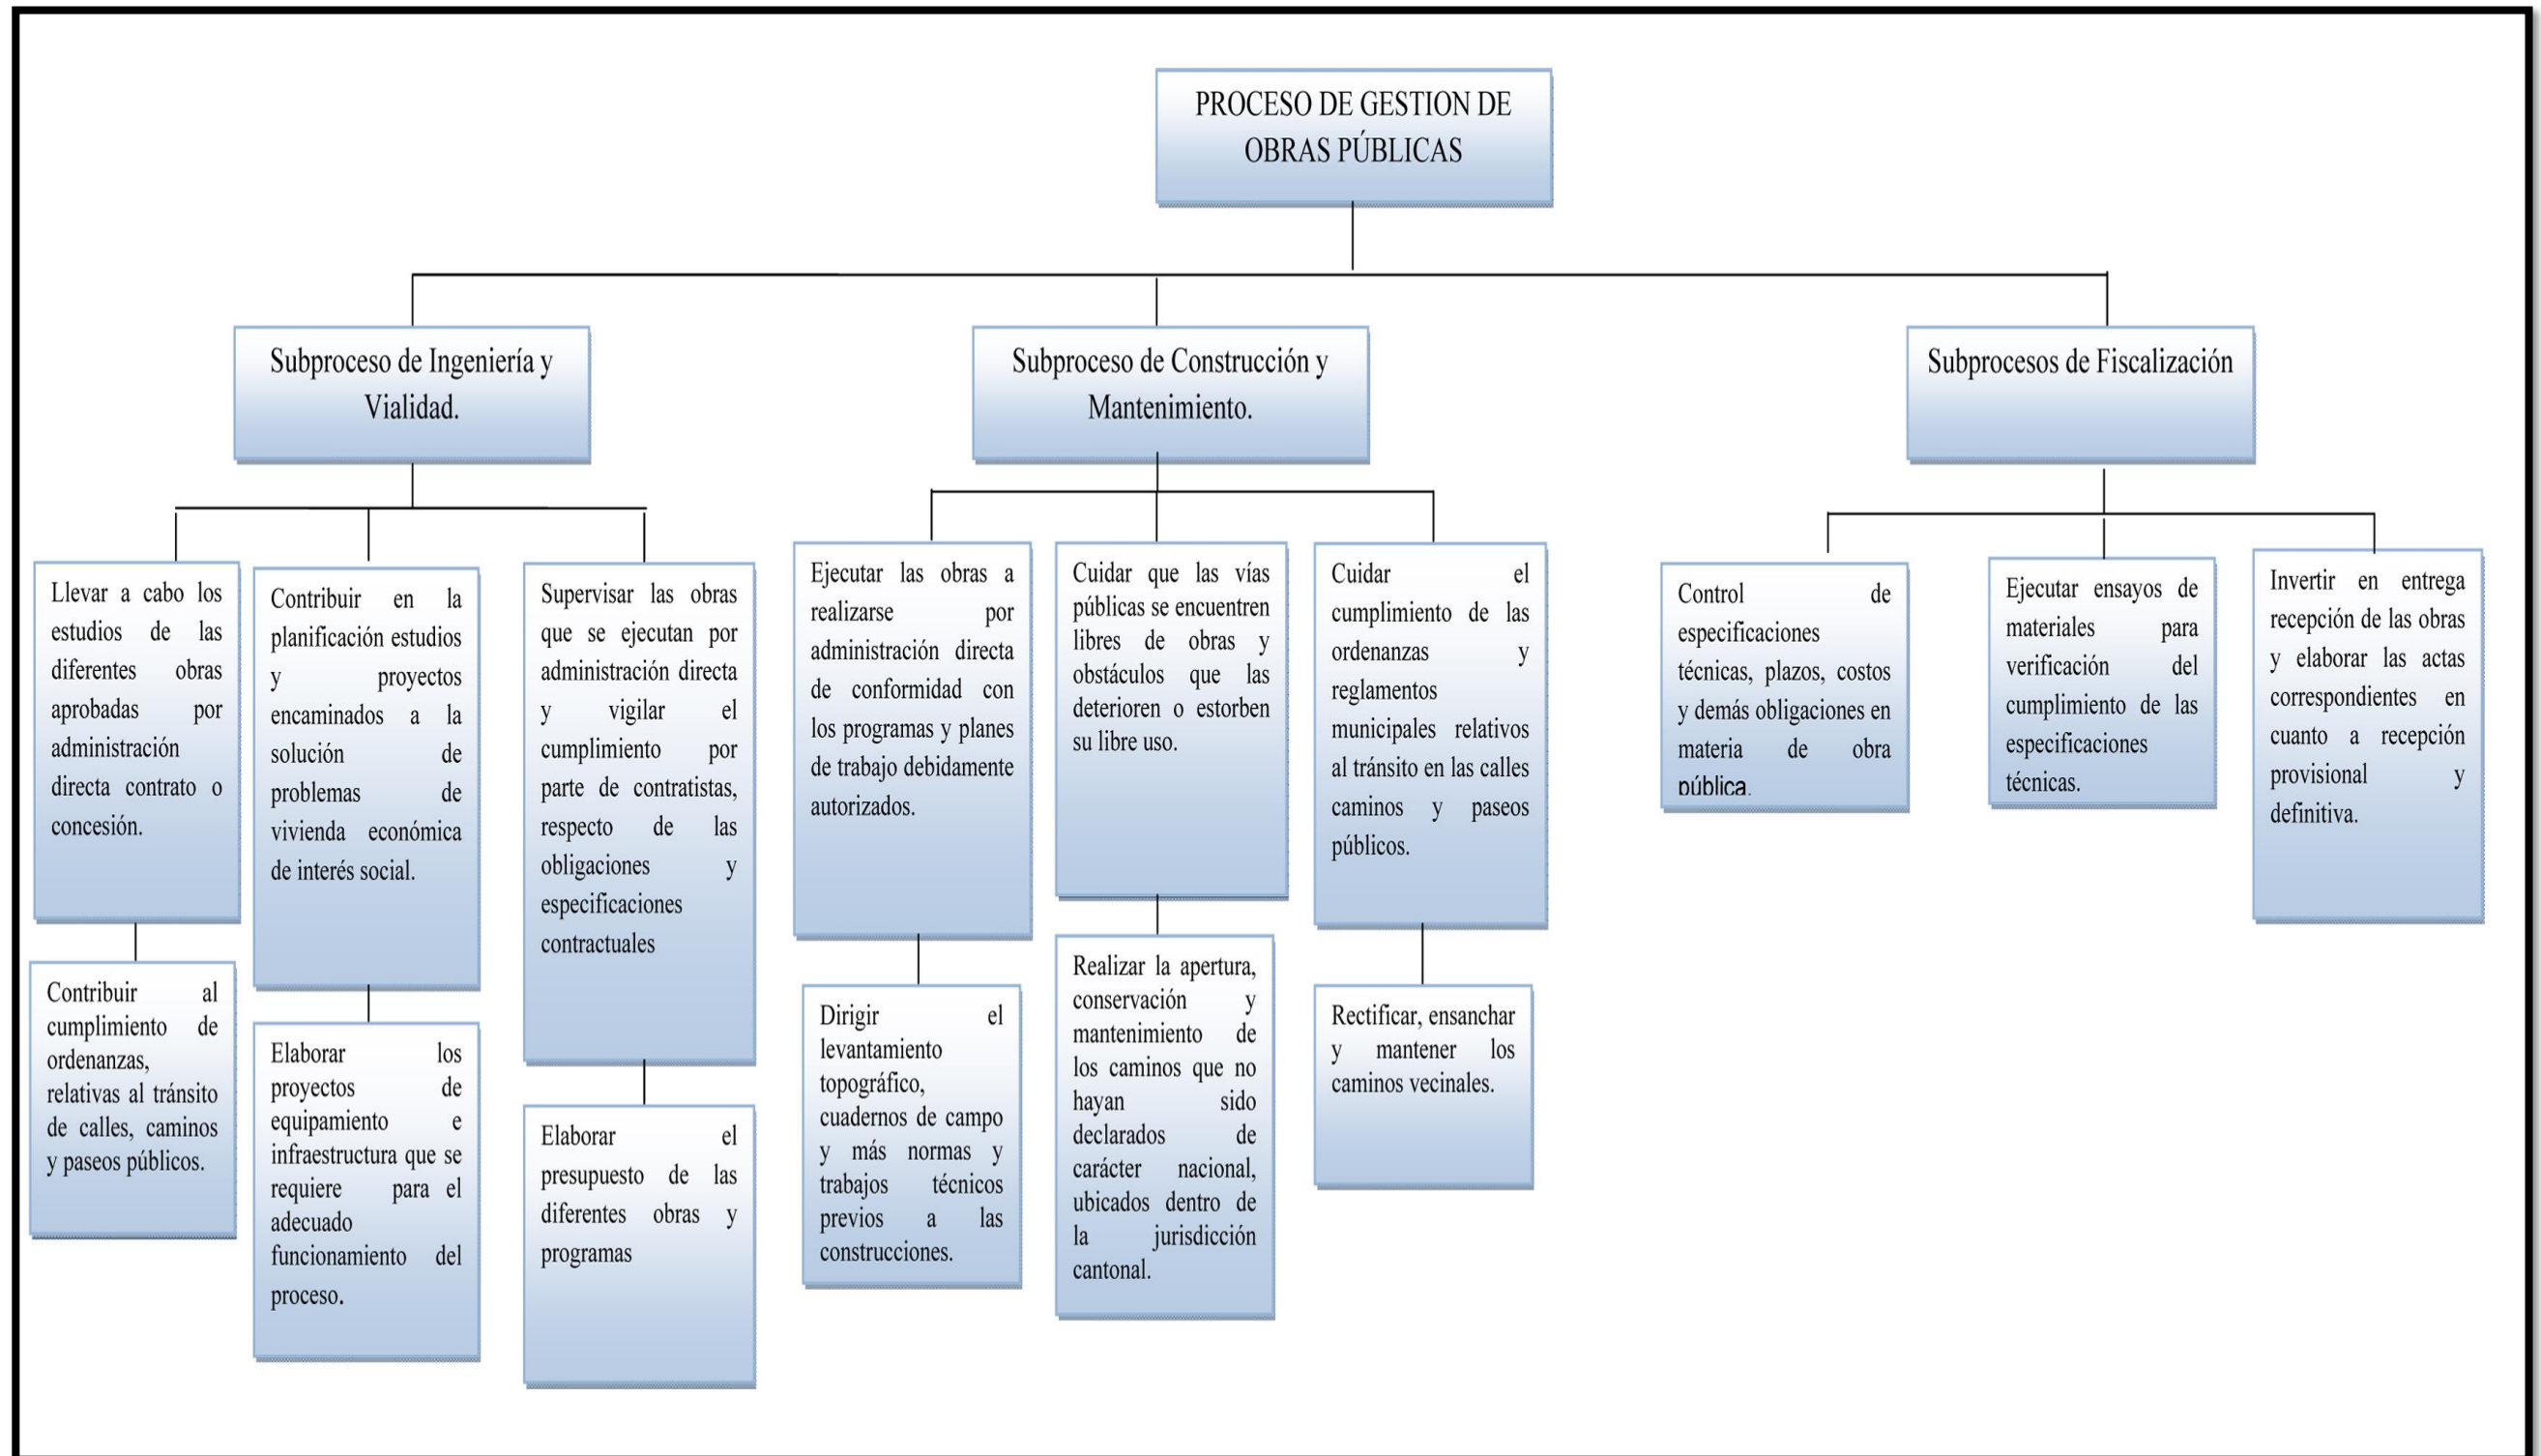 PROCESO DE GESTION DE
OBRAS PÚBLICAS
Subproceso de Ingeniería y
Vialidad.
Subproceso de Construcción y
Mantenimiento.
Subprocesos de Fiscalización
Llevar a cabo los
estudios de las
diferentes obras
aprobadas por
administración
directa contrato o
concesión.
Contribuir en la
planificación estudios
y proyectos
encaminados a la
solución de
problemas de
vivienda económica
de interés social.
Supervisar las obras
que se ejecutan por
administración directa
y vigilar el
cumplimiento por
parte de contratistas,
respecto de las
obligaciones y
especificaciones
contractuales
Ejecutar las obras a
realizarse por
administración directa
de conformidad con
los programas y planes
de trabajo debidamente
autorizados.
Cuidar que las vías
públicas se encuentren
libres de obras y
obstáculos que las
deterioren o estorben
su libre uso.
Cuidar el
cumplimiento de las
ordenanzas y
reglamentos
municipales relativos
al tránsito en las calles
caminos y paseos
públicos.
Control de
especificaciones
técnicas, plazos, costos
y demás obligaciones en
materia de obra
pública.
Ejecutar ensayos de
materiales para
verificación del
cumplimiento de las
especificaciones
técnicas.
Invertir en entrega
recepción de las obras
y elaborar las actas
correspondientes en
cuanto a recepción
provisional y
definitiva.
Contribuir al
cumplimiento de
ordenanzas,
relativas al tránsito
de calles, caminos
y paseos públicos.
Elaborar los
proyectos de
equipamiento e
infraestructura que se
requiere para el
adecuado
funcionamiento del
proceso.
Elaborar el
presupuesto de las
diferentes obras y
programas
Dirigir el
levantamiento
topográfico,
cuadernos de campo
y más normas y
trabajos técnicos
previos a las
construcciones.
Realizar la apertura,
conservación y
mantenimiento de
los caminos que no
hayan sido
declarados de
carácter nacional,
ubicados dentro de
la jurisdicción
cantonal.
Rectificar, ensanchar
y mantener los
caminos vecinales.